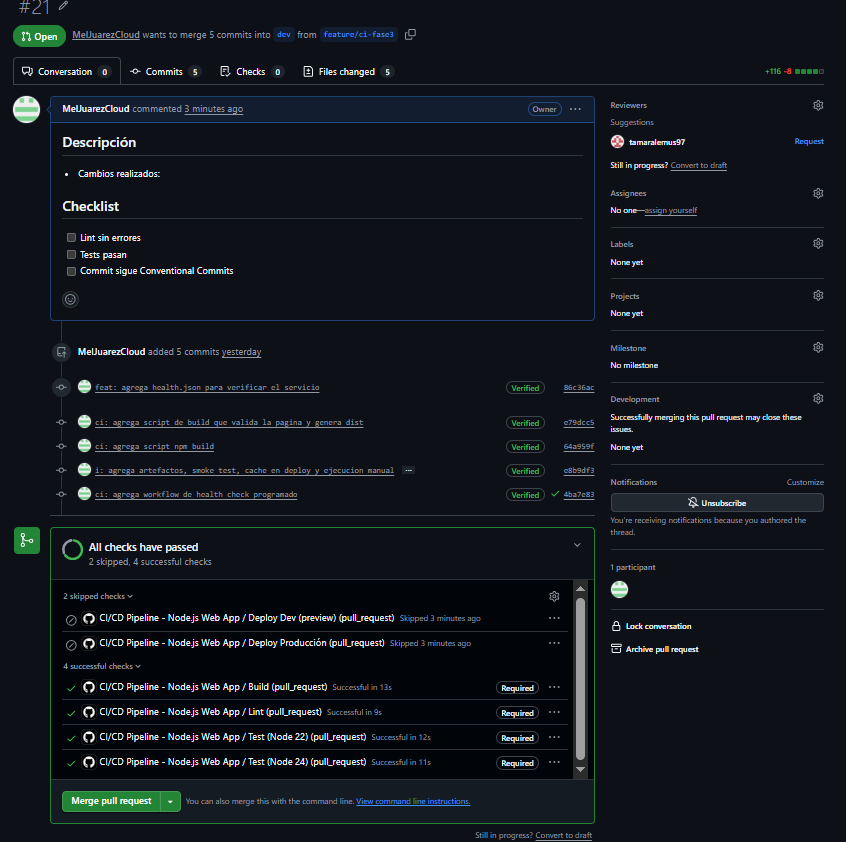 #21
Open MelJuarezCloud wants to merge 5 commits into dev from feature/ci-fase3
Conversation 0 Commits 5 Checks 0 Files changed 5 +116 -8
MelJuarezCloud commented 3 minutes ago Owner ...
Descripción
• Cambios realizados:
Checklist
Lint sin errores
Tests pasan
Commit sigue Conventional Commits
MelJuarezCloud added 5 commits yesterday
feat: agrega health.json para verificar el servicio Verified 86c36ac
ci: agrega script de build que valida la pagina y genera dist Verified e79dcc5
ci: agrega script npm build Verified 64a959f
i: agrega artefactos, smoke test, cache en deploy y ejecucion manual ... Verified e8b9df3
ci: agrega workflow de health check programado Verified 4ba7e83
All checks have passed
2 skipped, 4 successful checks
2 skipped checks
CI/CD Pipeline - Node.js Web App / Deploy Dev (preview) (pull_request) Skipped 3 minutes ago ...
CI/CD Pipeline - Node.js Web App / Deploy Producción (pull_request) Skipped 3 minutes ago ...
4 successful checks
CI/CD Pipeline - Node.js Web App / Build (pull_request) Successful in 13s Required ...
CI/CD Pipeline - Node.js Web App / Lint (pull_request) Successful in 9s Required ...
CI/CD Pipeline - Node.js Web App / Test (Node 22) (pull_request) Successful in 12s Required ...
CI/CD Pipeline - Node.js Web App / Test (Node 24) (pull_request) Successful in 11s Required ...
Merge pull request You can also merge this with the command line. View command line instructions.
Still in progress? Convert to draft
Reviewers
Suggestions
tamaralemus97 Request
Still in progress? Convert to draft
Assignees
No one—assign yourself
Labels
None yet
Projects
None yet
Milestone
No milestone
Development
Successfully merging this pull request may close these
issues.
None yet
Notifications Customize
Unsubscribe
You're receiving notifications because you authored the
thread.
1 participant
Lock conversation
Archive pull request